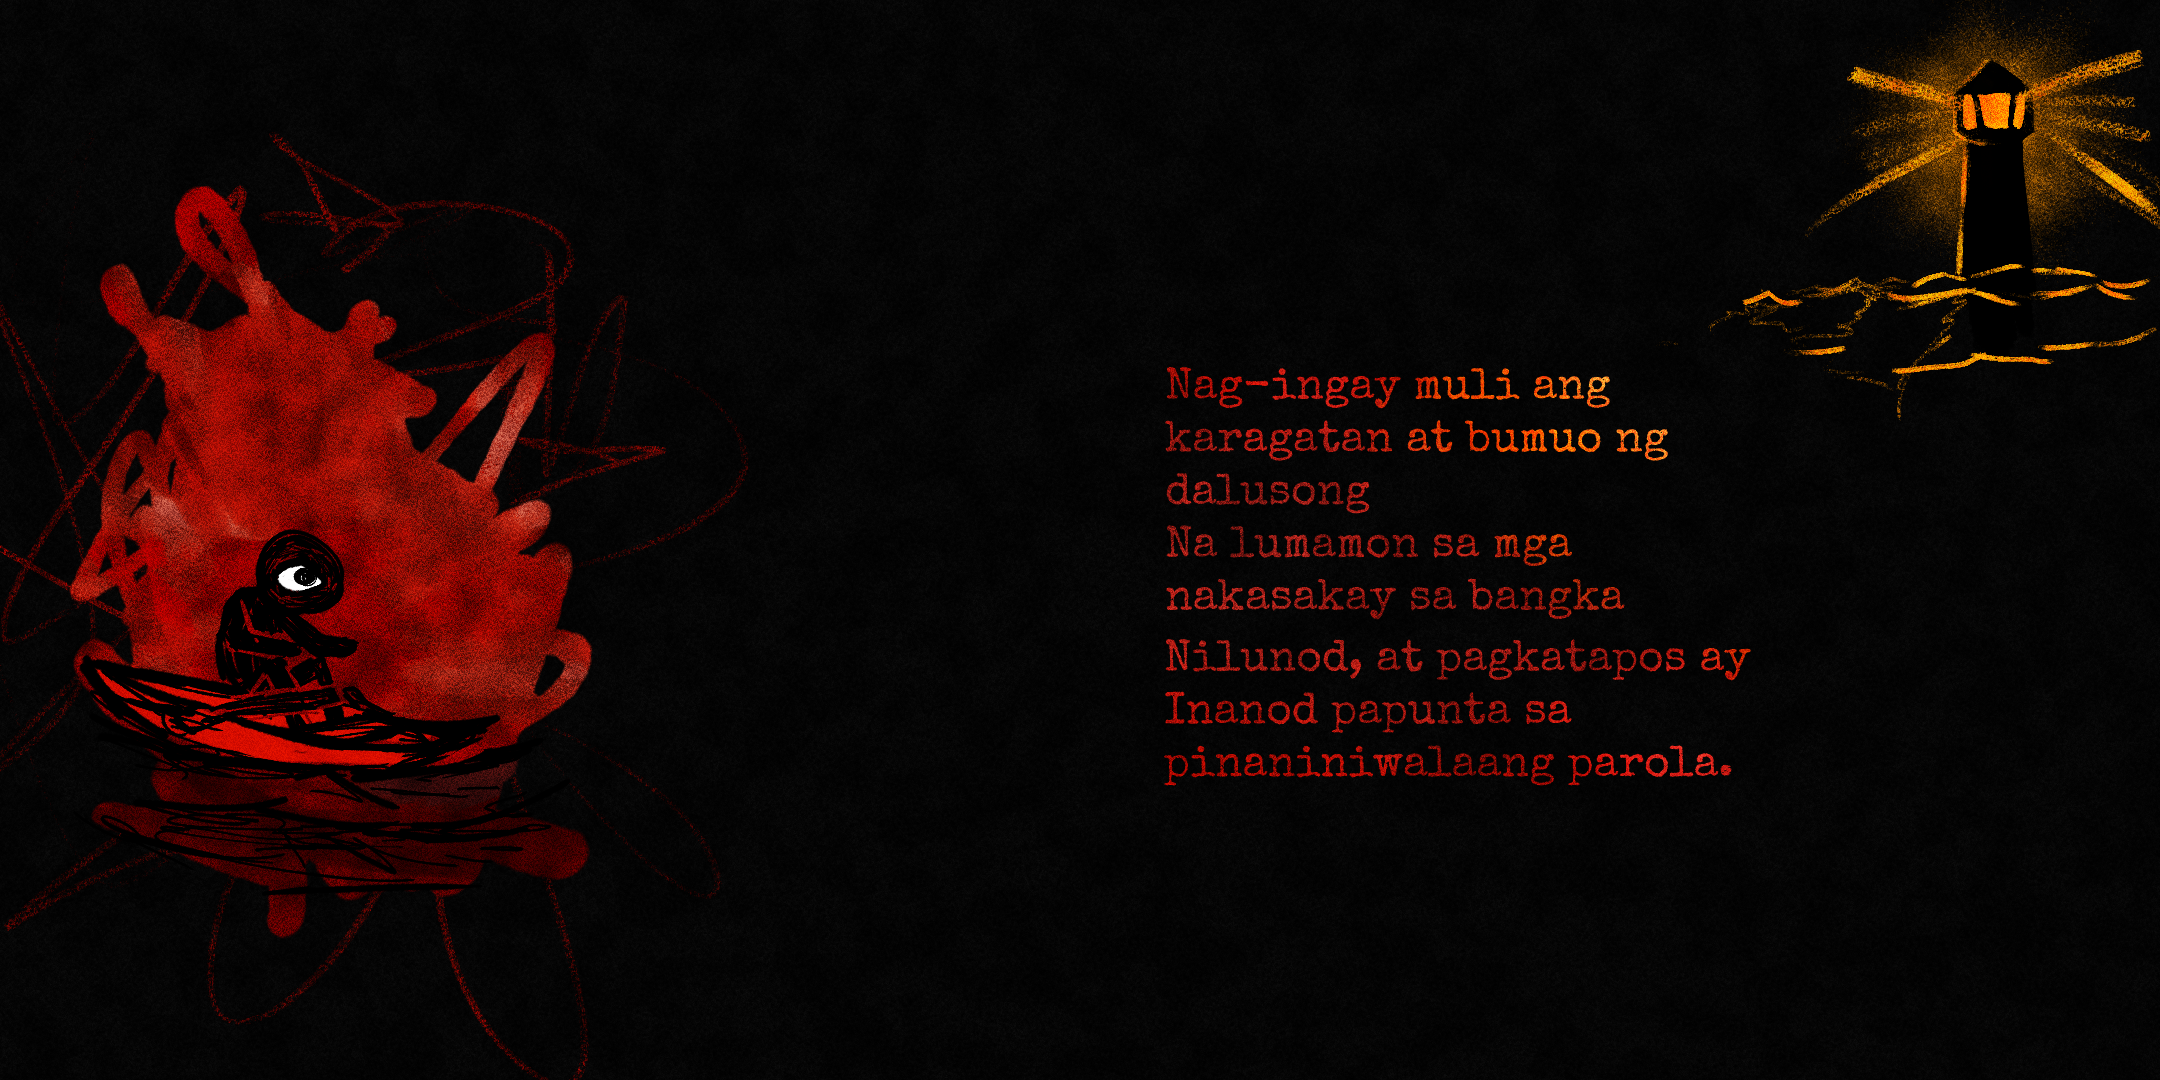 Nag-ingay muli ang
karagatan at bumuo ng
dalusong
Na lumamon sa mga
nakasakay sa bangka
Nilunod, at pagkatapos ay
Inanod papunta sa
pinaniniwalaang parola.